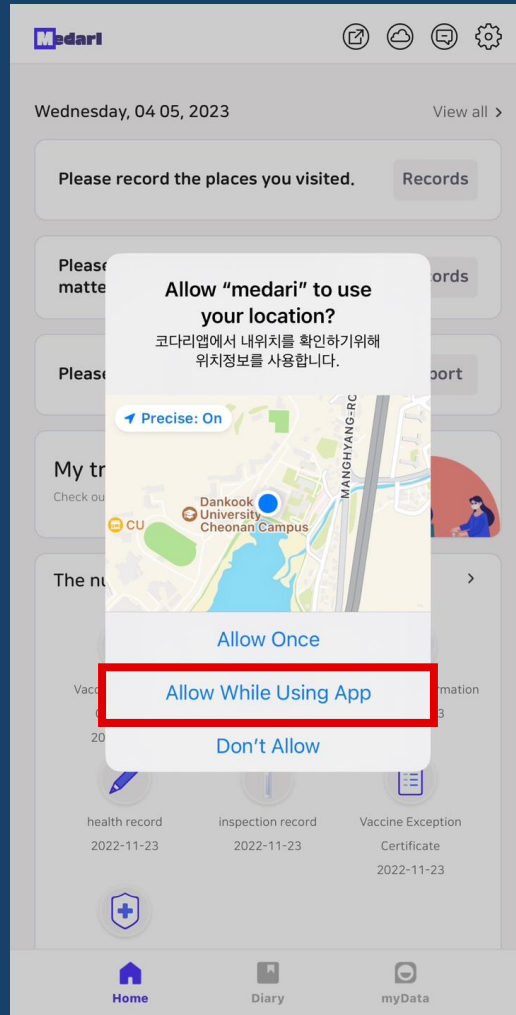 Medari
Wednesday, 04 05, 2023
View all >
Please record the places you visited.
Records
Please
matte
ords
Please
port
My tr
Check ou
The nu
>
Allow “medari” to use
your location?
코다리앱에서 내위치를 확인하기위해
위치정보를 사용합니다.
Precise: On
MANGHYANG-RO
Dankook
University
Cheonan Campus
CU
Allow Once
Allow While Using App
Don’t Allow
Vacc
rmation
20
3
health record
2022-11-23
inspection record
2022-11-23
Vaccine Exception
Certificate
2022-11-23
Home
Diary
myData